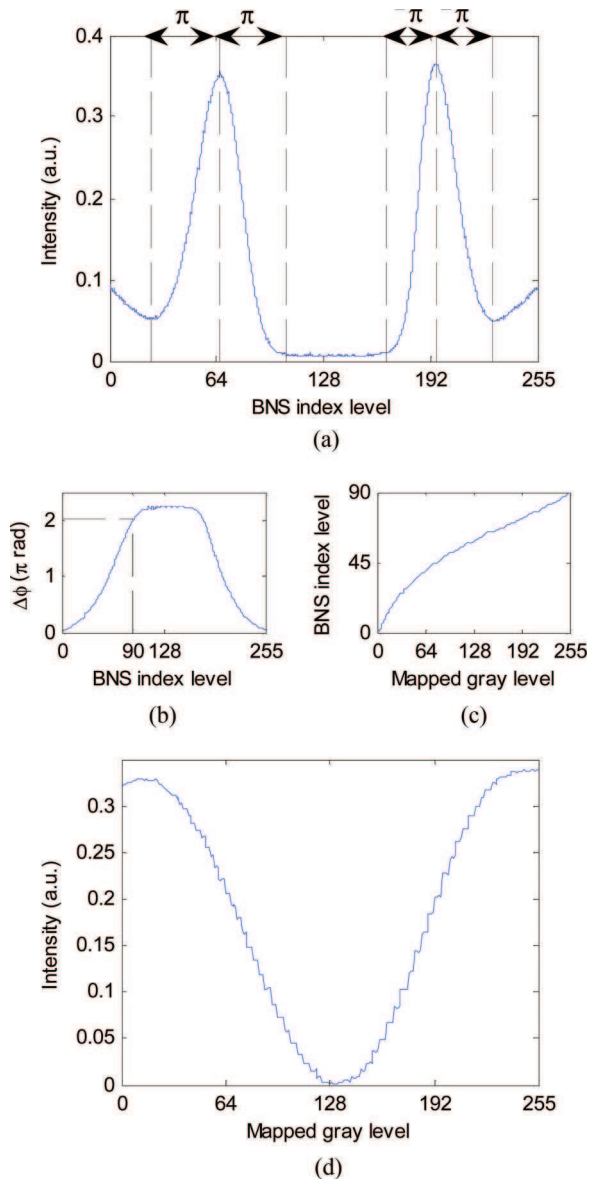 π π ⁻π ⁻π
0.4
0.3
0.2
0.1
0
Intensity (a.u.)
0 64 128 192 255
BNS index level
(a)
2
1
0
Δϕ (π rad)
0 90 128 255
BNS index level
(b)
90
45
0
BNS index level
0 64 128 192 255
Mapped gray level
(c)
0.3
0.25
0.2
0.15
0.1
0.05
0
Intensity (a.u.)
0 64 128 192 255
Mapped gray level
(d)